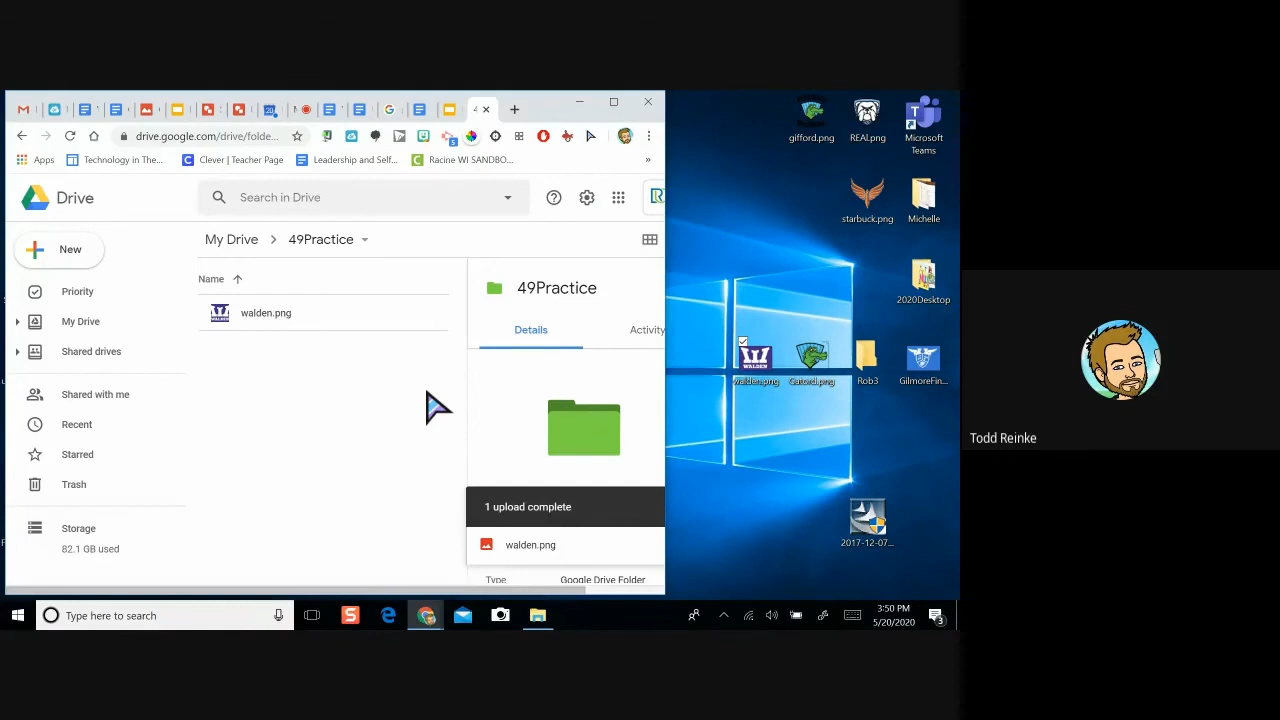 drive.google.com/drive/folde...
Apps
Technology in The...
Clever | Teacher Page
Leadership and Self...
Racine WI SANDBO...
»
Drive
Search in Drive
New
My Drive > 49Practice
Name
walden.png
Priority
My Drive
Shared drives
Shared with me
Recent
Starred
Trash
Storage
82.1 GB used
49Practice
Details
Activity
1 upload complete
walden.png
Type
Google Drive Folder
gifford.png
REAl.png
Microsoft
Teams
starbuck.png
Michelle
2020Desktop
WALDEN
walden.png
Gatord.png
Rob3
GilmoreFin...
2017-12-07...
Type here to search
3:50 PM
5/20/2020
3
Todd Reinke